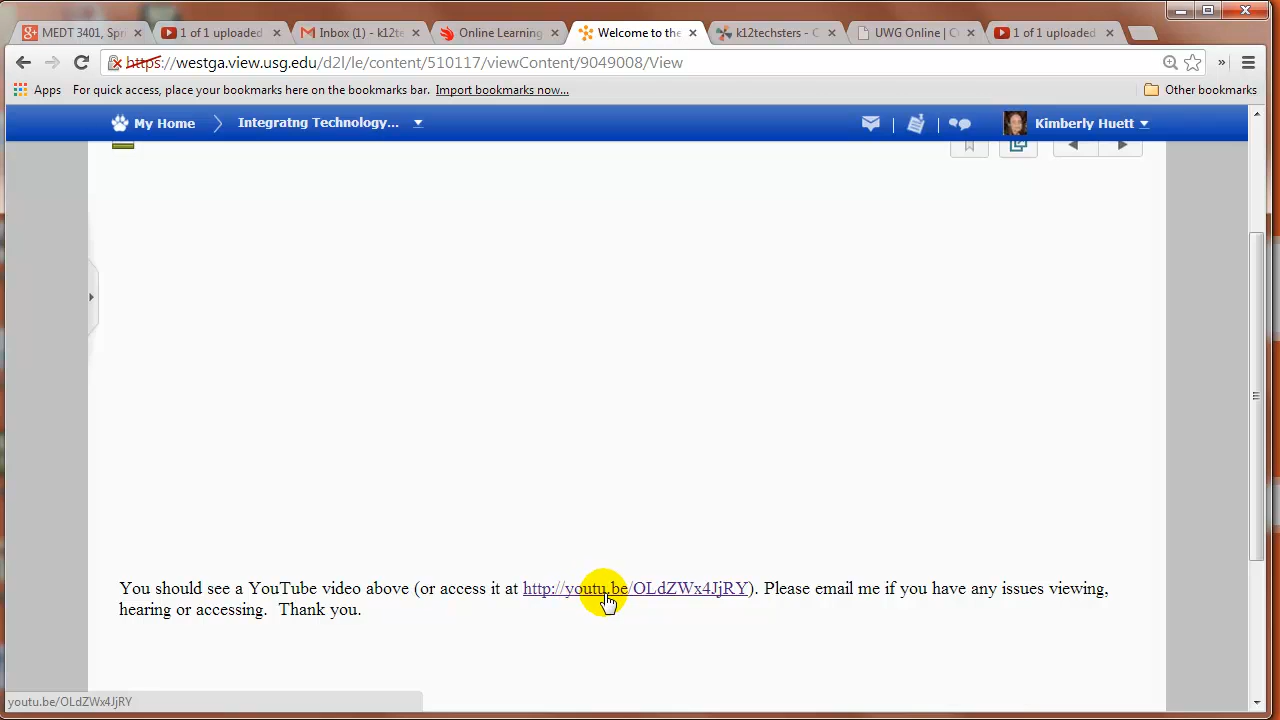 MEDT 3401, Spr
1 of 1 uploaded
Inbox (1) - k12te
Online Learning
Welcome to the
k12techsters - C
UWG Online | C
1 of 1 uploaded
https://westga.view.usg.edu/d2l/le/content/510117/viewContent/9049008/View
Apps For quick access, place your bookmarks here on the bookmarks bar. Import bookmarks now... Other bookmarks
My Home Integratng Technology... Kimberly Huett
You should see a YouTube video above (or access it at http://youtu.be/OLdZWx4JjRY). Please email me if you have any issues viewing,
hearing or accessing. Thank you.
youtu.be/OLdZWx4JjRY